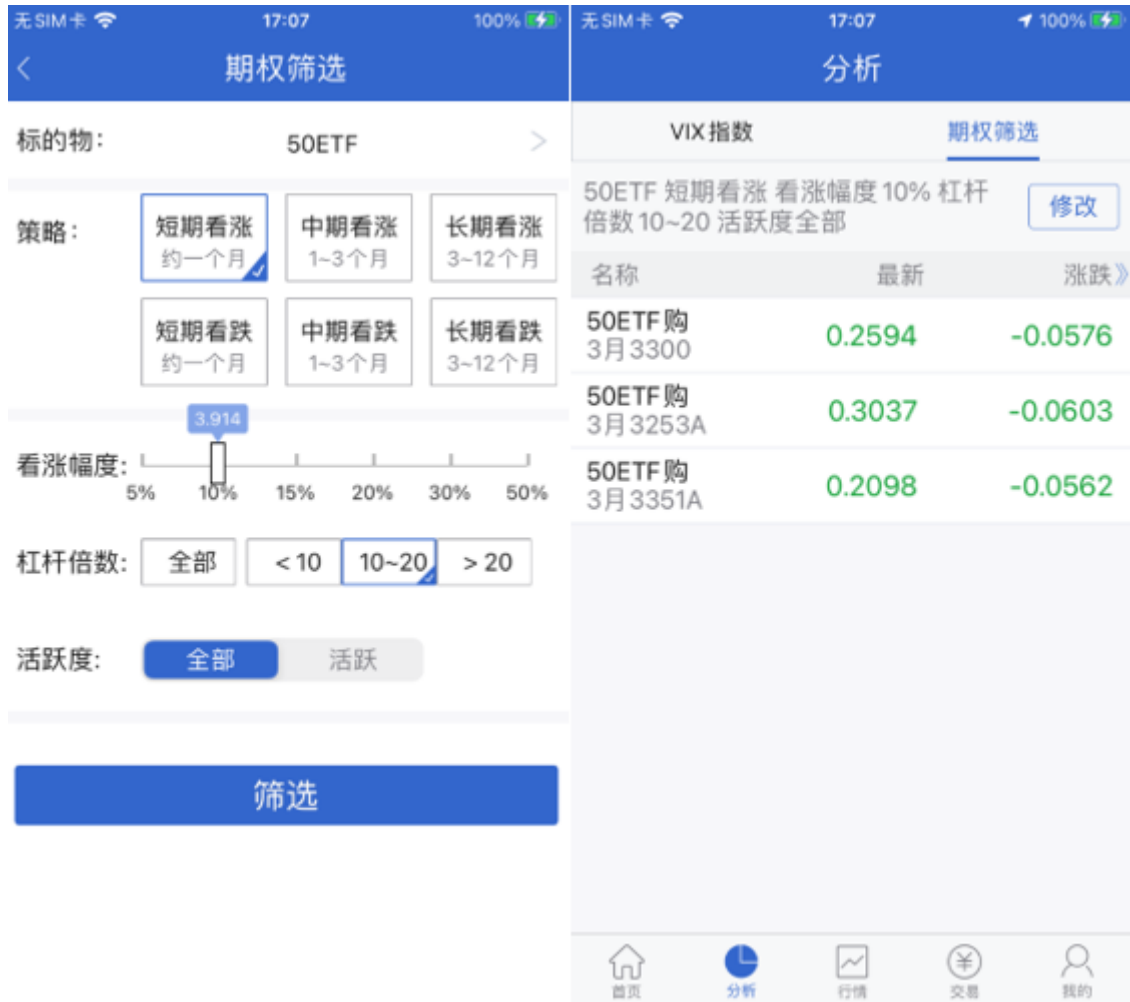 无SIM卡 17:07 100%
期权筛选
标的物: 50ETF >
策略:
短期看涨 中期看涨 长期看涨
约一个月 1~3个月 3~12个月
短期看跌 中期看跌 长期看跌
约一个月 1~3个月 3~12个月
3.914
看涨幅度:
5% 10% 15% 20% 30% 50%
杠杆倍数: 全部 < 10 10~20 > 20
活跃度: 全部 活跃
筛选
无SIM卡 17:07 100%
分析
VIX指数 期权筛选
50ETF 短期看涨 看涨幅度10% 杠杆
倍数10~20 活跃度全部
修改
名称 最新 涨跌》
50ETF购
3月3300
0.2594 -0.0576
50ETF购
3月3253A
0.3037 -0.0603
50ETF购
3月3351A
0.2098 -0.0562
首页 分析 行情 交易 我的